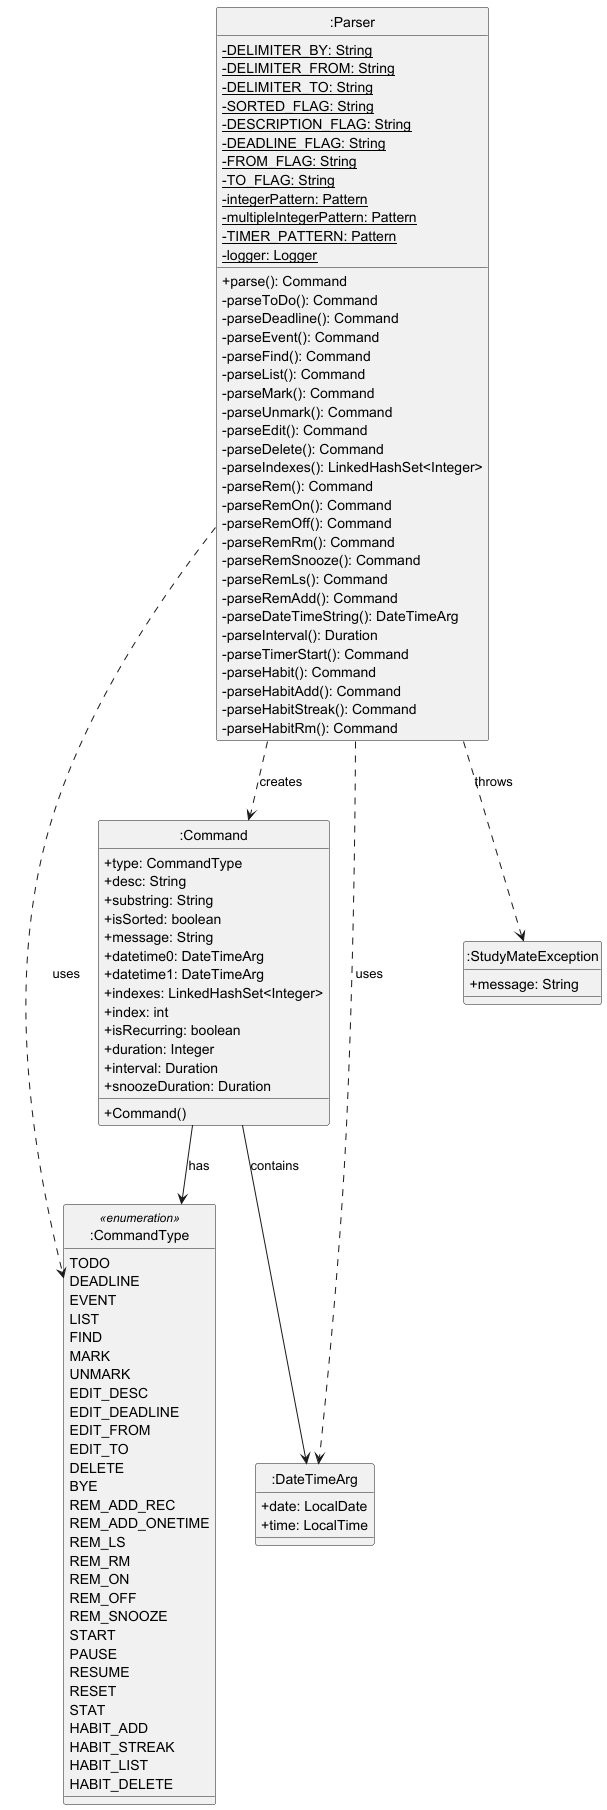 :Parser
-DELIMITER_BY: String
-DELIMITER_FROM: String
-DELIMITER_TO: String
-SORTED_FLAG: String
-DESCRIPTION_FLAG: String
-DEADLINE_FLAG: String
-FROM_FLAG: String
-TO_FLAG: String
-integerPattern: Pattern
-multipleIntegerPattern: Pattern
-TIMER_PATTERN: Pattern
-logger: Logger
+parse(): Command
-parseToDo(): Command
-parseDeadline(): Command
-parseEvent(): Command
-parseFind(): Command
-parseList(): Command
-parseMark(): Command
-parseUnmark(): Command
-parseEdit(): Command
-parseDelete(): Command
-parseIndexes(): LinkedHashSet<Integer>
-parseRem(): Command
-parseRemOn(): Command
-parseRemOff(): Command
-parseRemRm(): Command
-parseRemSnooze(): Command
-parseRemLs(): Command
-parseRemAdd(): Command
-parseDateTimeString(): DateTimeArg
-parseInterval(): Duration
-parseTimerStart(): Command
-parseHabit(): Command
-parseHabitAdd(): Command
-parseHabitStreak(): Command
-parseHabitRm(): Command
creates
throws
:Command
+type: CommandType
+desc: String
+substring: String
+isSorted: boolean
+message: String
+datetime0: DateTimeArg
+datetime1: DateTimeArg
+indexes: LinkedHashSet<Integer>
+index: int
+isRecurring: boolean
+duration: Integer
+interval: Duration
+snoozeDuration: Duration
+Command()
:StudyMateException
+message: String
uses
uses
has
contains
«enumeration»
:CommandType
TODO
DEADLINE
EVENT
LIST
FIND
MARK
UNMARK
EDIT_DESC
EDIT_DEADLINE
EDIT_FROM
EDIT_TO
DELETE
BYE
REM_ADD_REC
REM_ADD_ONETIME
REM_LS
REM_RM
REM_ON
REM_OFF
REM_SNOOZE
START
PAUSE
RESUME
RESET
STAT
HABIT_ADD
HABIT_STREAK
HABIT_LIST
HABIT_DELETE
:DateTimeArg
+date: LocalDate
+time: LocalTime